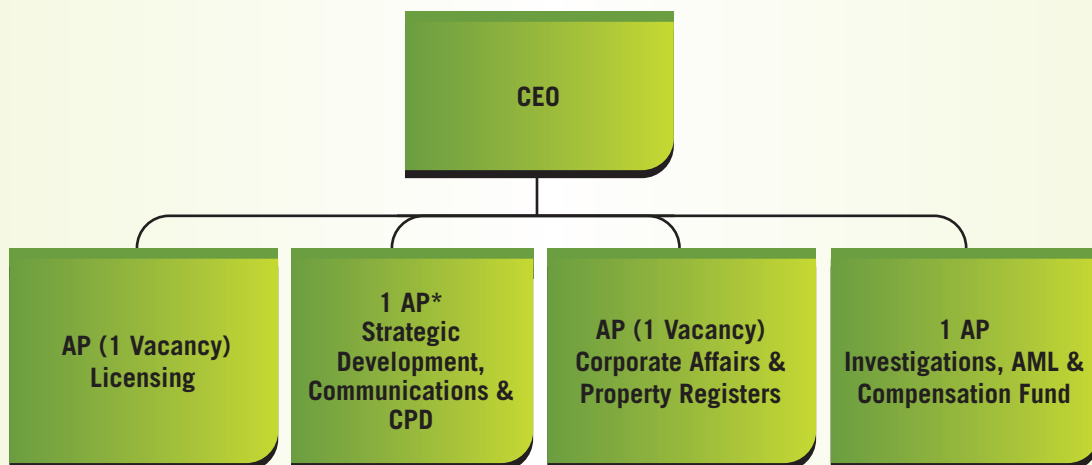 CEO
AP (1 Vacancy)
Licensing
1 AP*
Strategic
Development,
Communications &
CPD
AP (1 Vacancy)
Corporate Affairs &
Property Registers
1 AP
Investigations, AML &
Compensation Fund